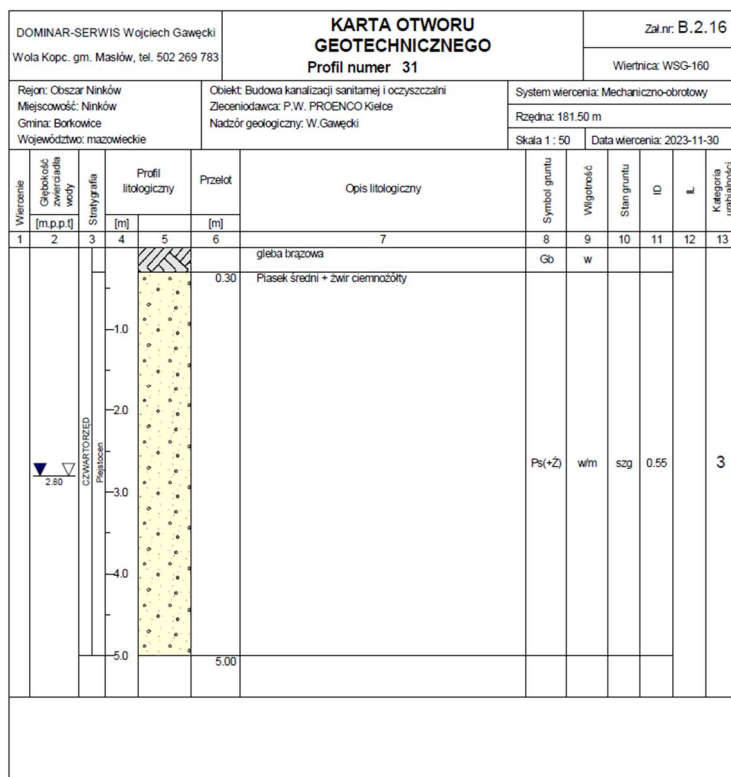 DOMINAR-SERWIS Wojciech Gawęcki
Wola Kopc. gm. Masłów, tel. 502 269 783
KARTA OTWORU
GEOTECHNICZNEGO
Profil numer 31
Zał.nr: B.2.16
Wiertnica: WSG-160
Rejon: Obszar Ninków
Miejscowość: Ninków
Gmina: Borkowice
Województwo: mazowieckie
Obiekt: Budowa kanalizacji sanitarnej i oczyszczalni
Zleceniodawca: P.W. PROENCO Kielce
Nadzór geologiczny: W.Gawęcki
System wiercenia: Mechaniczno-obrotowy
Rzędna: 181.50 m
Skala 1 : 50 Data wiercenia: 2023-11-30
Wiercenie
Głębokość
zwierciadła
wody
[m.p.p.t]
Stratygrafia
Profil
litologiczny
[m]
Przelot
[m]
Opis litologiczny
Symbol gruntu
Wilgotność
Stan gruntu
ID
IL
Kategoria
urabialności
1 2 3 4 5 6 7 8 9 10 11 12 13
gleba brązowa
Gb w
0.30 Piasek średni + żwir ciemnożółty
1.0
2.0
CZWARTORZĘD
Plejstocen
2.80
Ps(+Ż) w/m szg 0.55 3
3.0
4.0
5.0
5.00